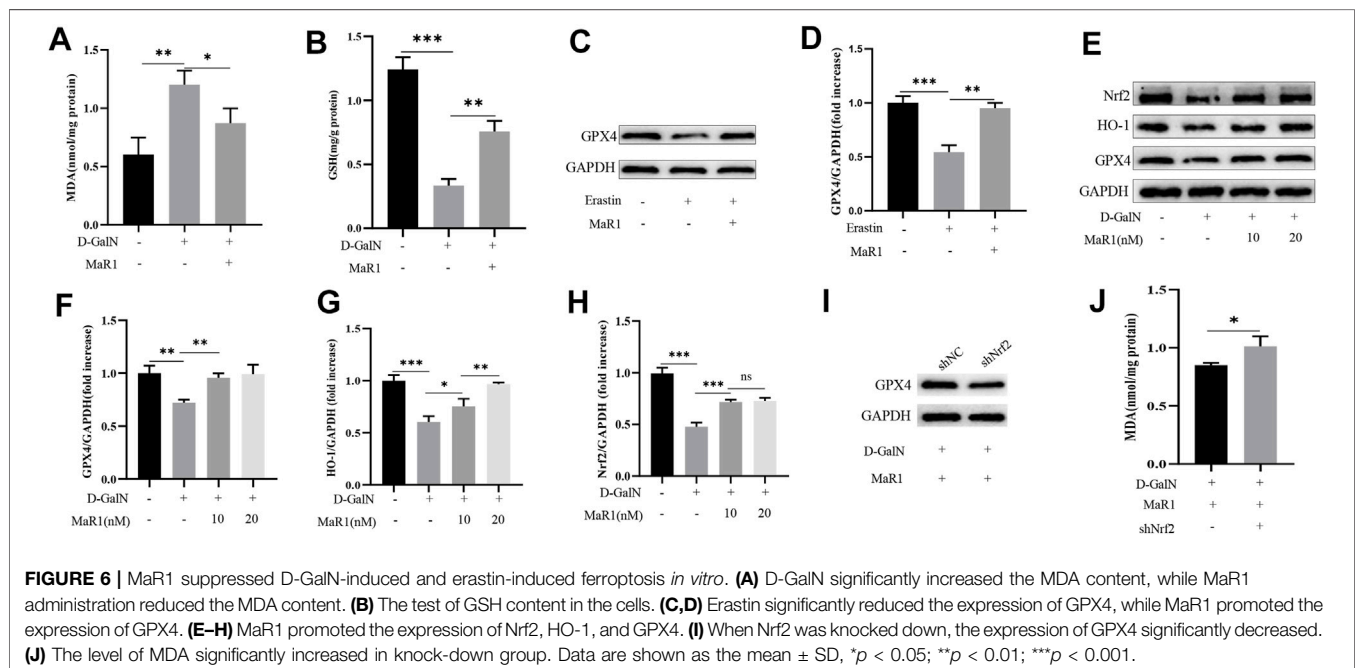 A
MDA(nmol/mg protein)
1.5
1.0
0.5
0.0
**
*
D-GalN - + +
MaR1 - - +
B
GSH(mg/g protein)
1.5
1.0
0.5
0.0
***
**
D-GalN - + +
MaR1 - - +
C
GPX4
GAPDH
Erastin - + +
MaR1 - - +
D
GPX4/GAPDH(fold increase)
1.5
1.0
0.5
0.0
***
**
Erastin - + +
MaR1 - - +
E
Nrf2
HO-1
GPX4
GAPDH
D-GalN - + + +
MaR1(nM) - - 10 20
F
GPX4/GAPDH(fold increase)
1.5
1.0
0.5
0.0
**
**
D-GalN - + + +
MaR1(nM) - - 10 20
G
HO-1/GAPDH (fold increase)
1.5
1.0
0.5
0.0
***
*
**
D-GalN - + + +
MaR1(nM) - - 10 20
H
Nrf2/GAPDH (fold increase)
1.5
1.0
0.5
0.0
***
***
ns
D-GalN - + + +
MaR1(nM) - - 10 20
I
shNC shNrf2
GPX4
GAPDH
D-GalN + +
MaR1 + +
J
MDA(nmol/mg protein)
1.5
1.0
0.5
0.0
*
D-GalN + +
MaR1 + +
shNrf2 - +
FIGURE 6 | MaR1 suppressed D-GalN-induced and erastin-induced ferroptosis in vitro. (A) D-GalN significantly increased the MDA content, while MaR1
administration reduced the MDA content. (B) The test of GSH content in the cells. (C,D) Erastin significantly reduced the expression of GPX4, while MaR1 promoted the
expression of GPX4. (E–H) MaR1 promoted the expression of Nrf2, HO-1, and GPX4. (I) When Nrf2 was knocked down, the expression of GPX4 significantly decreased.
(J) The level of MDA significantly increased in knock-down group. Data are shown as the mean ± SD, *p < 0.05; **p < 0.01; ***p < 0.001.